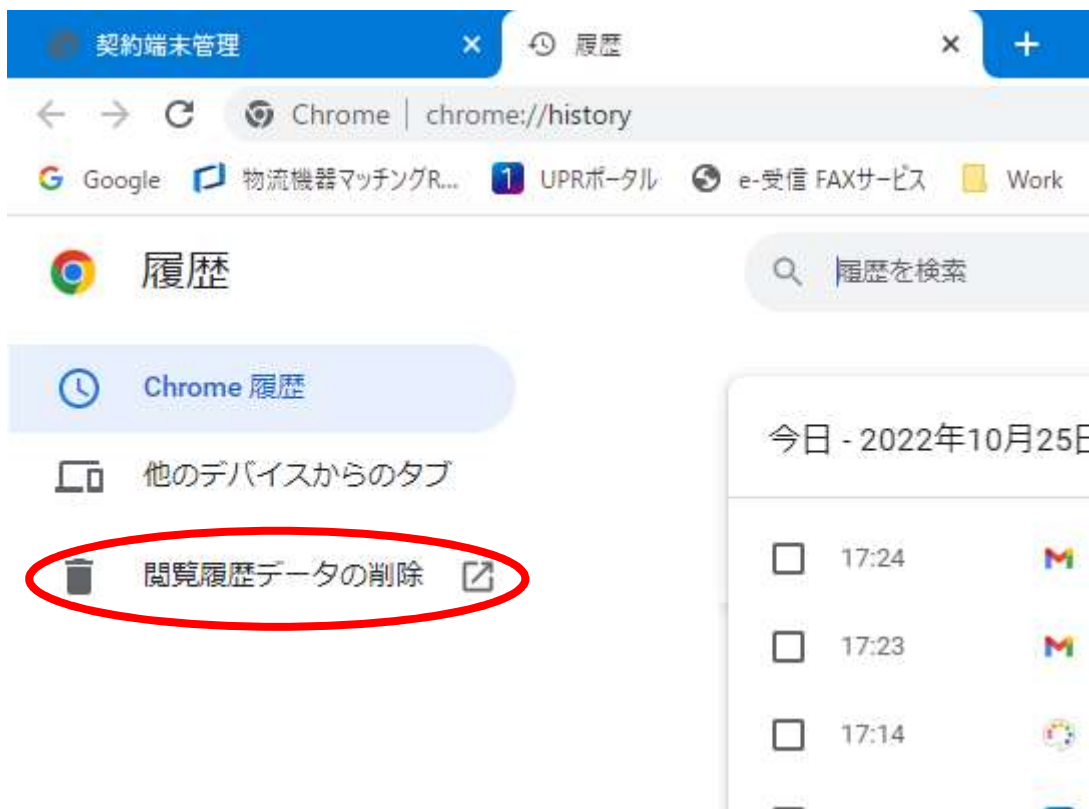 契約端末管理
履歴
Chrome | chrome://history
Google
物流機器マッチングR...
1 UPRポータル
e-受信 FAXサービス
Work
履歴
履歴を検索
Chrome 履歴
他のデバイスからのタブ
閲覧履歴データの削除
今日 - 2022年10月25日
17:24
17:23
17:14